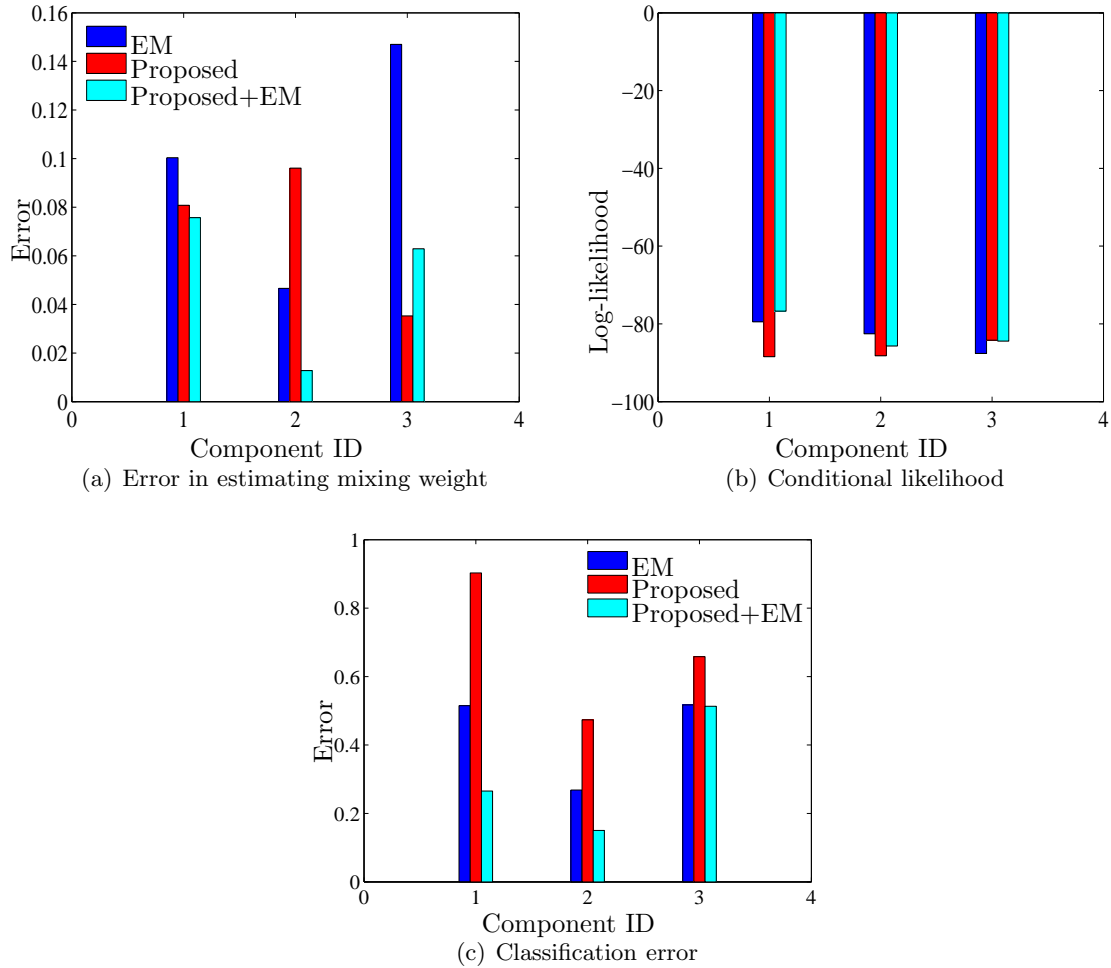 0.16
0.14
0.12
0.1
0.08
0.06
0.04
0.02
0
Error
EM
Proposed
Proposed+EM
0 1 2 3 4
Component ID
(a) Error in estimating mixing weight
0
−20
−40
−60
−80
−100
Log-likelihood
0 1 2 3 4
Component ID
(b) Conditional likelihood
1
0.8
0.6
0.4
0.2
0
Error
EM
Proposed
Proposed+EM
0 1 2 3 4
Component ID
(c) Classification error